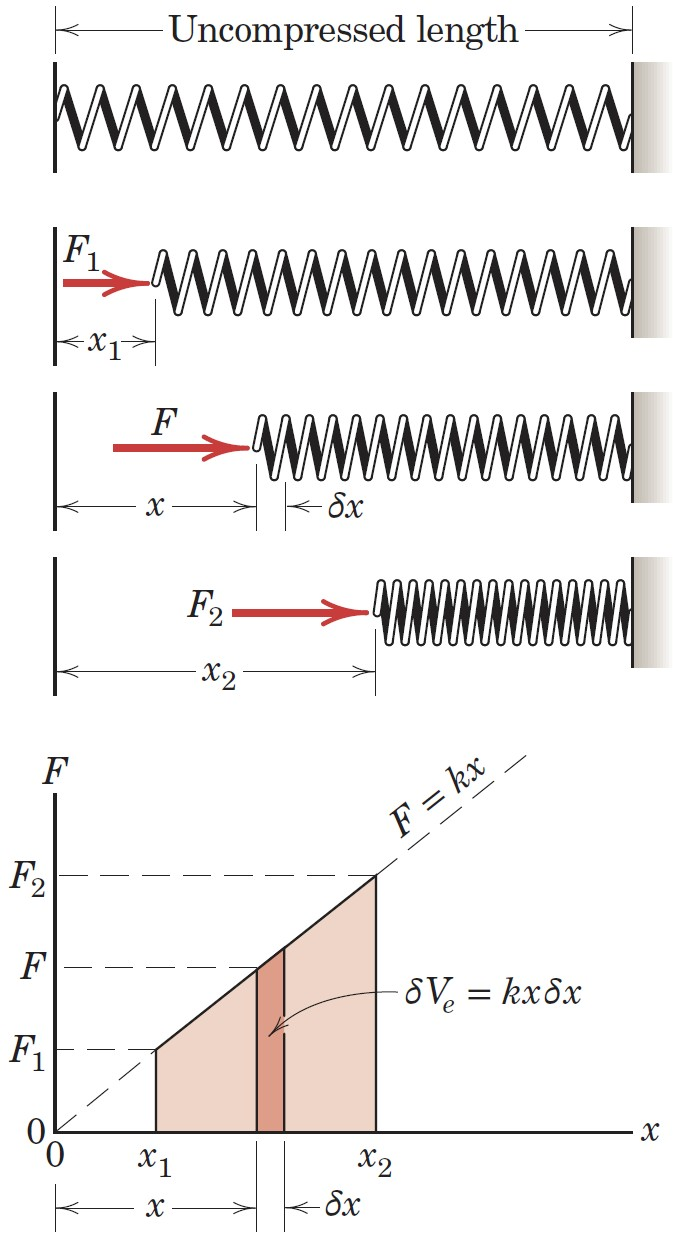 Uncompressed length
F₁
x₁
F
x
δx
F₂
x₂
F
F = kx
F₂
F
δVₑ = kxδx
F₁
0
x
0
x₁
x₂
x
δx